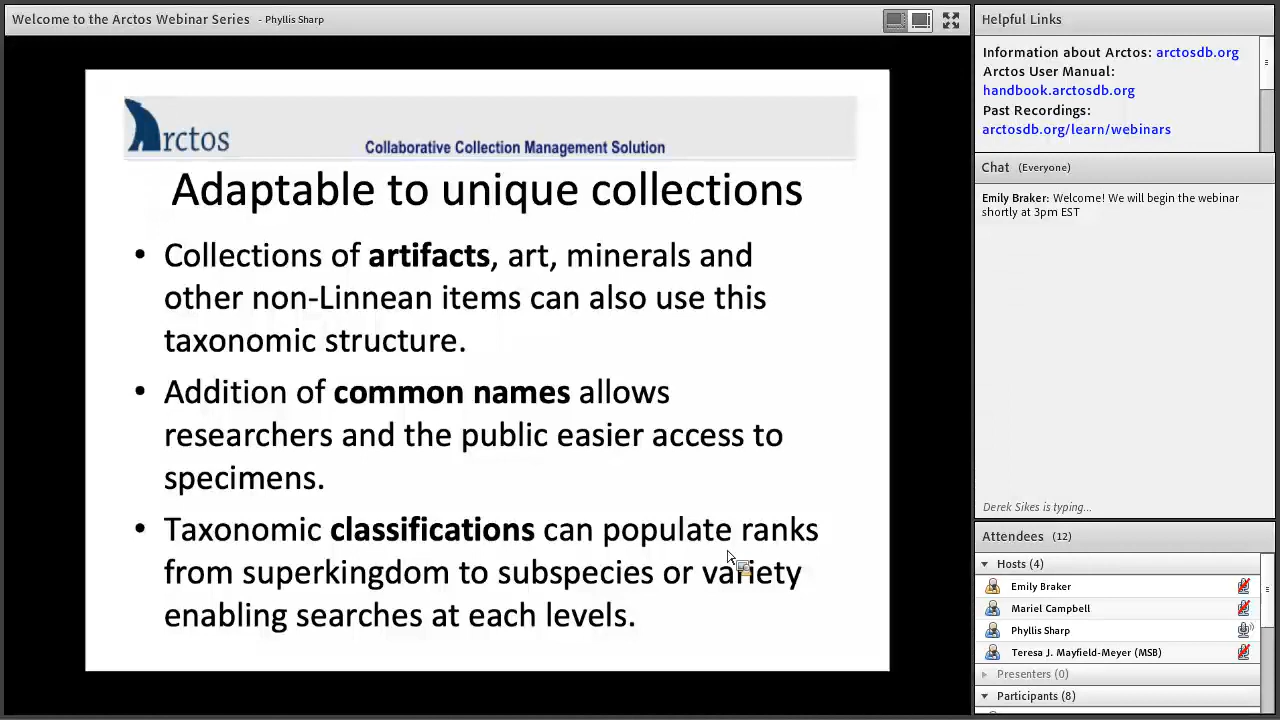 Welcome to the Arctos Webinar Series - Phyllis Sharp
Arctos
Collaborative Collection Management Solution
Adaptable to unique collections
• Collections of artifacts, art, minerals and
other non-Linnean items can also use this
taxonomic structure.
• Addition of common names allows
researchers and the public easier access to
specimens.
• Taxonomic classifications can populate ranks
from superkingdom to subspecies or variety
enabling searches at each levels.
Helpful Links
Information about Arctos: arctosdb.org
Arctos User Manual:
handbook.arctosdb.org
Past Recordings:
arctosdb.org/learn/webinars
Chat (Everyone)
Emily Braker: Welcome! We will begin the webinar
shortly at 3pm EST
Derek Sikes is typing...
Attendees (12)
Hosts (4)
Emily Braker
Mariel Campbell
Phyllis Sharp
Teresa J. Mayfield-Meyer (MSB)
Presenters (0)
Participants (8)